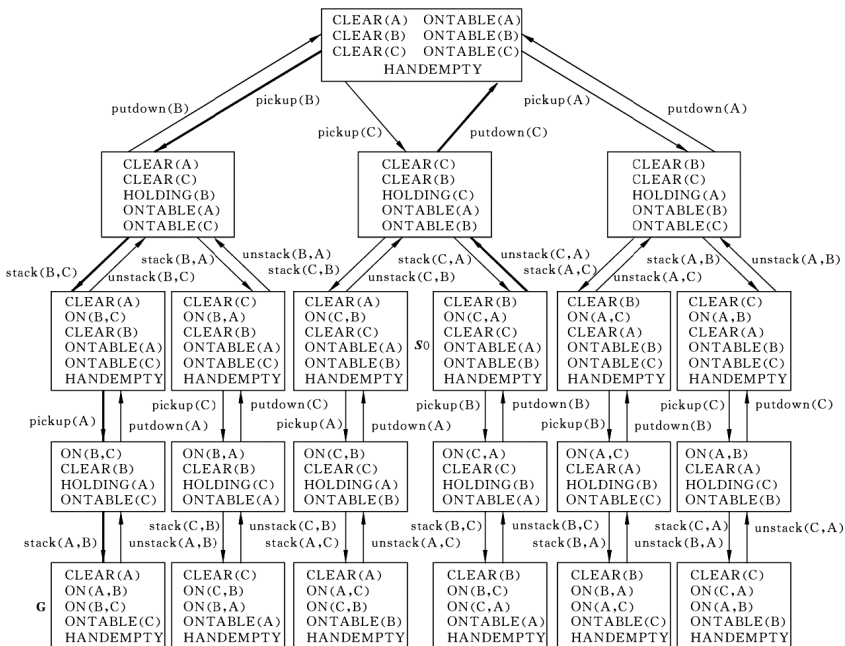 CLEAR(A) ONTABLE(A)
CLEAR(B) ONTABLE(B)
CLEAR(C) ONTABLE(C)
HANDEMPTY
putdown(B)
pickup(B)
pickup(C)
putdown(C)
pickup(A)
putdown(A)
CLEAR(A)
CLEAR(C)
HOLDING(B)
ONTABLE(A)
ONTABLE(C)
CLEAR(C)
CLEAR(B)
HOLDING(C)
ONTABLE(A)
ONTABLE(B)
CLEAR(B)
CLEAR(C)
HOLDING(A)
ONTABLE(B)
ONTABLE(C)
stack(B,C)
unstack(B,C)
stack(B,A)
unstack(B,A)
stack(C,B)
unstack(C,B)
stack(C,A)
unstack(C,A)
stack(A,C)
unstack(A,C)
stack(A,B)
unstack(A,B)
CLEAR(A)
ON(B,C)
CLEAR(B)
ONTABLE(A)
ONTABLE(C)
HANDEMPTY
CLEAR(C)
ON(B,A)
CLEAR(B)
ONTABLE(A)
ONTABLE(C)
HANDEMPTY
CLEAR(A)
ON(C,B)
CLEAR(C)
ONTABLE(A)
ONTABLE(B)
HANDEMPTY
S0
CLEAR(B)
ON(C,A)
CLEAR(C)
ONTABLE(A)
ONTABLE(B)
HANDEMPTY
CLEAR(B)
ON(A,C)
CLEAR(A)
ONTABLE(B)
ONTABLE(C)
HANDEMPTY
CLEAR(C)
ON(A,B)
CLEAR(A)
ONTABLE(B)
ONTABLE(C)
HANDEMPTY
pickup(A)
putdown(A)
pickup(C)
putdown(C)
pickup(A)
putdown(A)
pickup(B)
putdown(B)
pickup(B)
putdown(B)
pickup(C)
putdown(C)
ON(B,C)
CLEAR(B)
HOLDING(A)
ONTABLE(C)
ON(B,A)
CLEAR(B)
HOLDING(C)
ONTABLE(A)
ON(C,B)
CLEAR(C)
HOLDING(A)
ONTABLE(B)
ON(C,A)
CLEAR(C)
HOLDING(B)
ONTABLE(A)
ON(A,C)
CLEAR(A)
HOLDING(B)
ONTABLE(C)
ON(A,B)
CLEAR(A)
HOLDING(C)
ONTABLE(B)
stack(A,B)
unstack(A,B)
stack(C,B)
unstack(C,B)
stack(A,C)
unstack(A,C)
stack(B,C)
unstack(B,C)
stack(B,A)
unstack(B,A)
stack(C,A)
unstack(C,A)
G
CLEAR(A)
ON(A,B)
ON(B,C)
ONTABLE(C)
HANDEMPTY
CLEAR(C)
ON(C,B)
ON(B,A)
ONTABLE(A)
HANDEMPTY
CLEAR(A)
ON(A,C)
ON(C,B)
ONTABLE(B)
HANDEMPTY
CLEAR(B)
ON(B,C)
ON(C,A)
ONTABLE(A)
HANDEMPTY
CLEAR(B)
ON(B,A)
ON(A,C)
ONTABLE(C)
HANDEMPTY
CLEAR(C)
ON(C,A)
ON(A,B)
ONTABLE(B)
HANDEMPTY